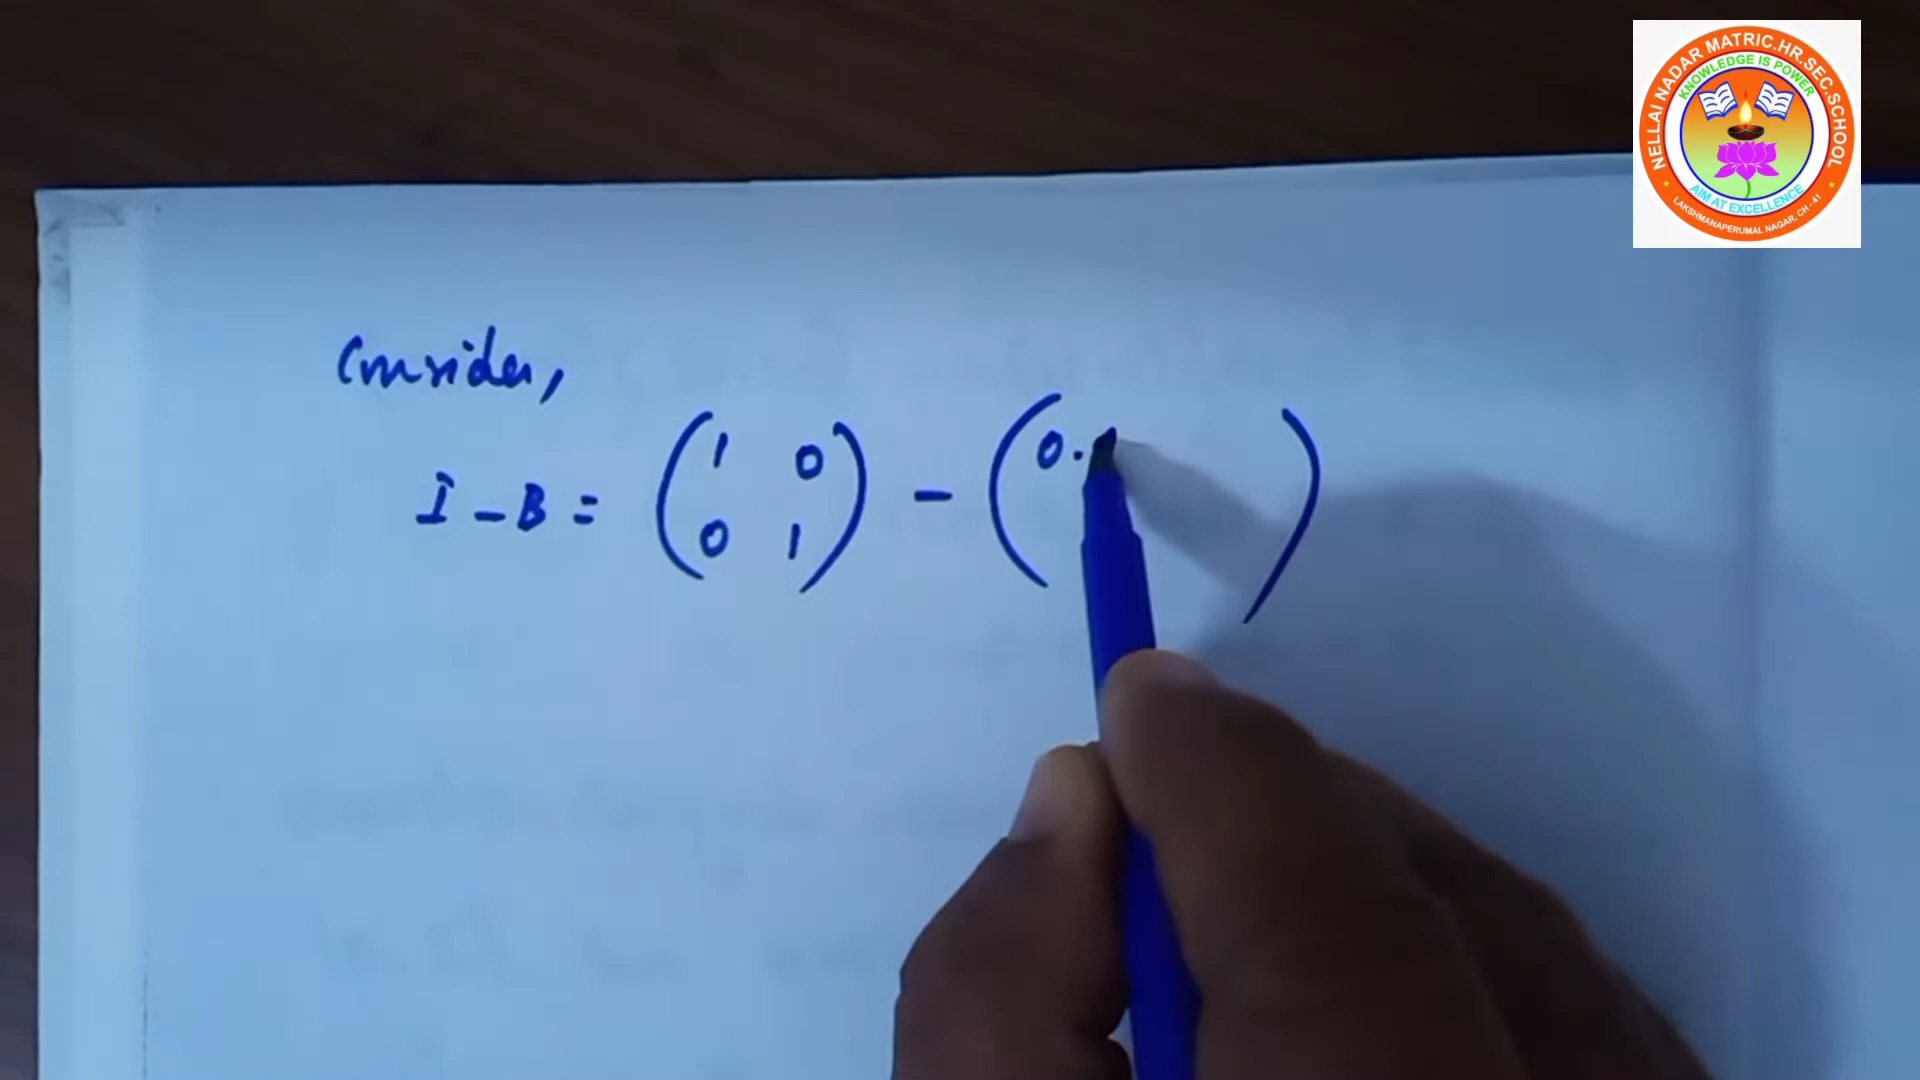 Consider,
I - B = ( 1 0 ) - ( 0.
0 1
NELLAI NADAR MATRIC.HR.SEC.SCHOOL
KNOWLEDGE IS POWER
AIM AT EXCELLENCE
LAKSHMANAPERUMAL NAGAR, CH - 41